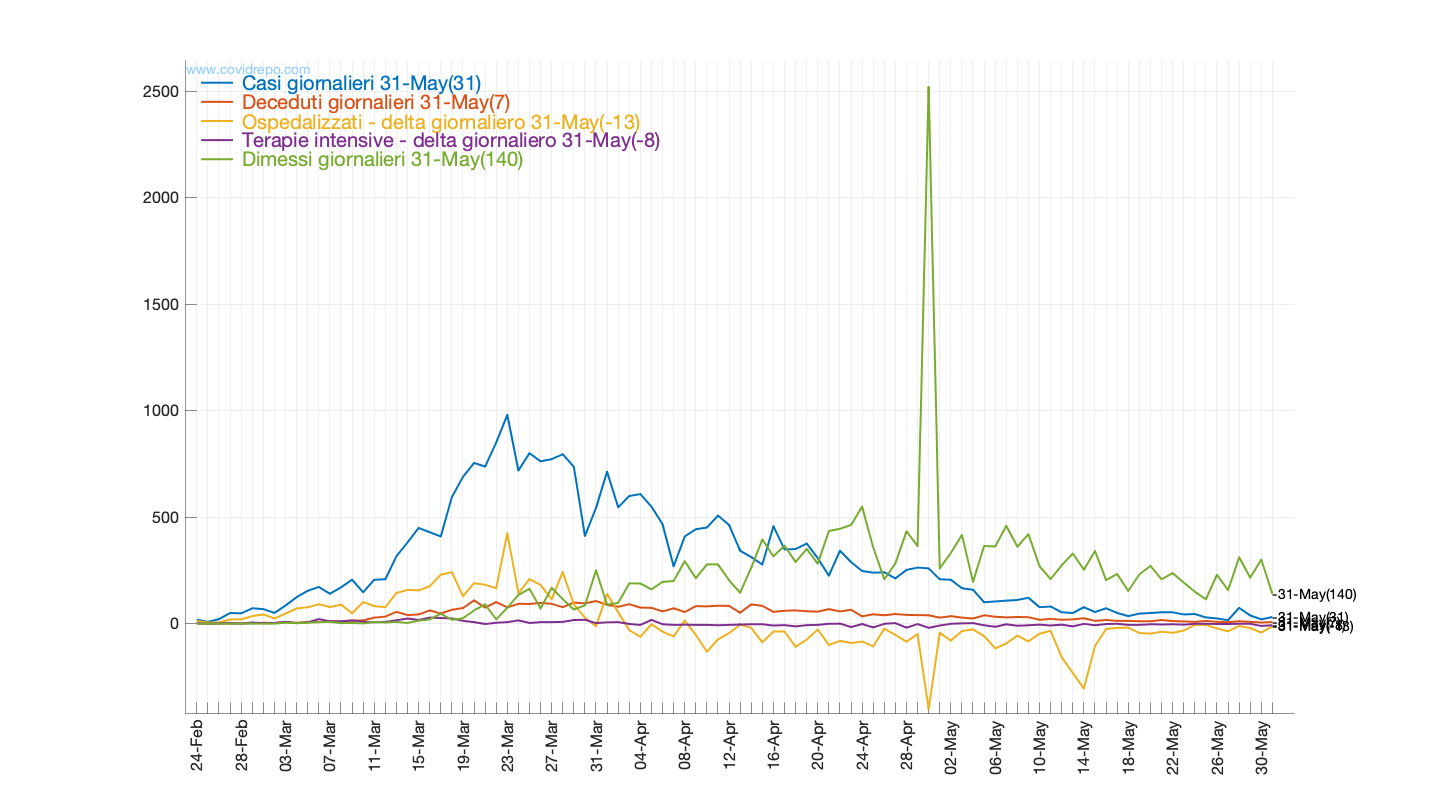 www.covidrepo.com
Casi giornalieri 31-May(31)
Deceduti giornalieri 31-May(7)
Ospedalizzati - delta giornaliero 31-May(-13)
Terapie intensive - delta giornaliero 31-May(-8)
Dimessi giornalieri 31-May(140)
2500
2000
1500
1000
500
0
31-May(140)
31-May(31)
24-Feb
28-Feb
03-Mar
07-Mar
11-Mar
15-Mar
19-Mar
23-Mar
27-Mar
31-Mar
04-Apr
08-Apr
12-Apr
16-Apr
20-Apr
24-Apr
28-Apr
02-May
06-May
10-May
14-May
18-May
22-May
26-May
30-May